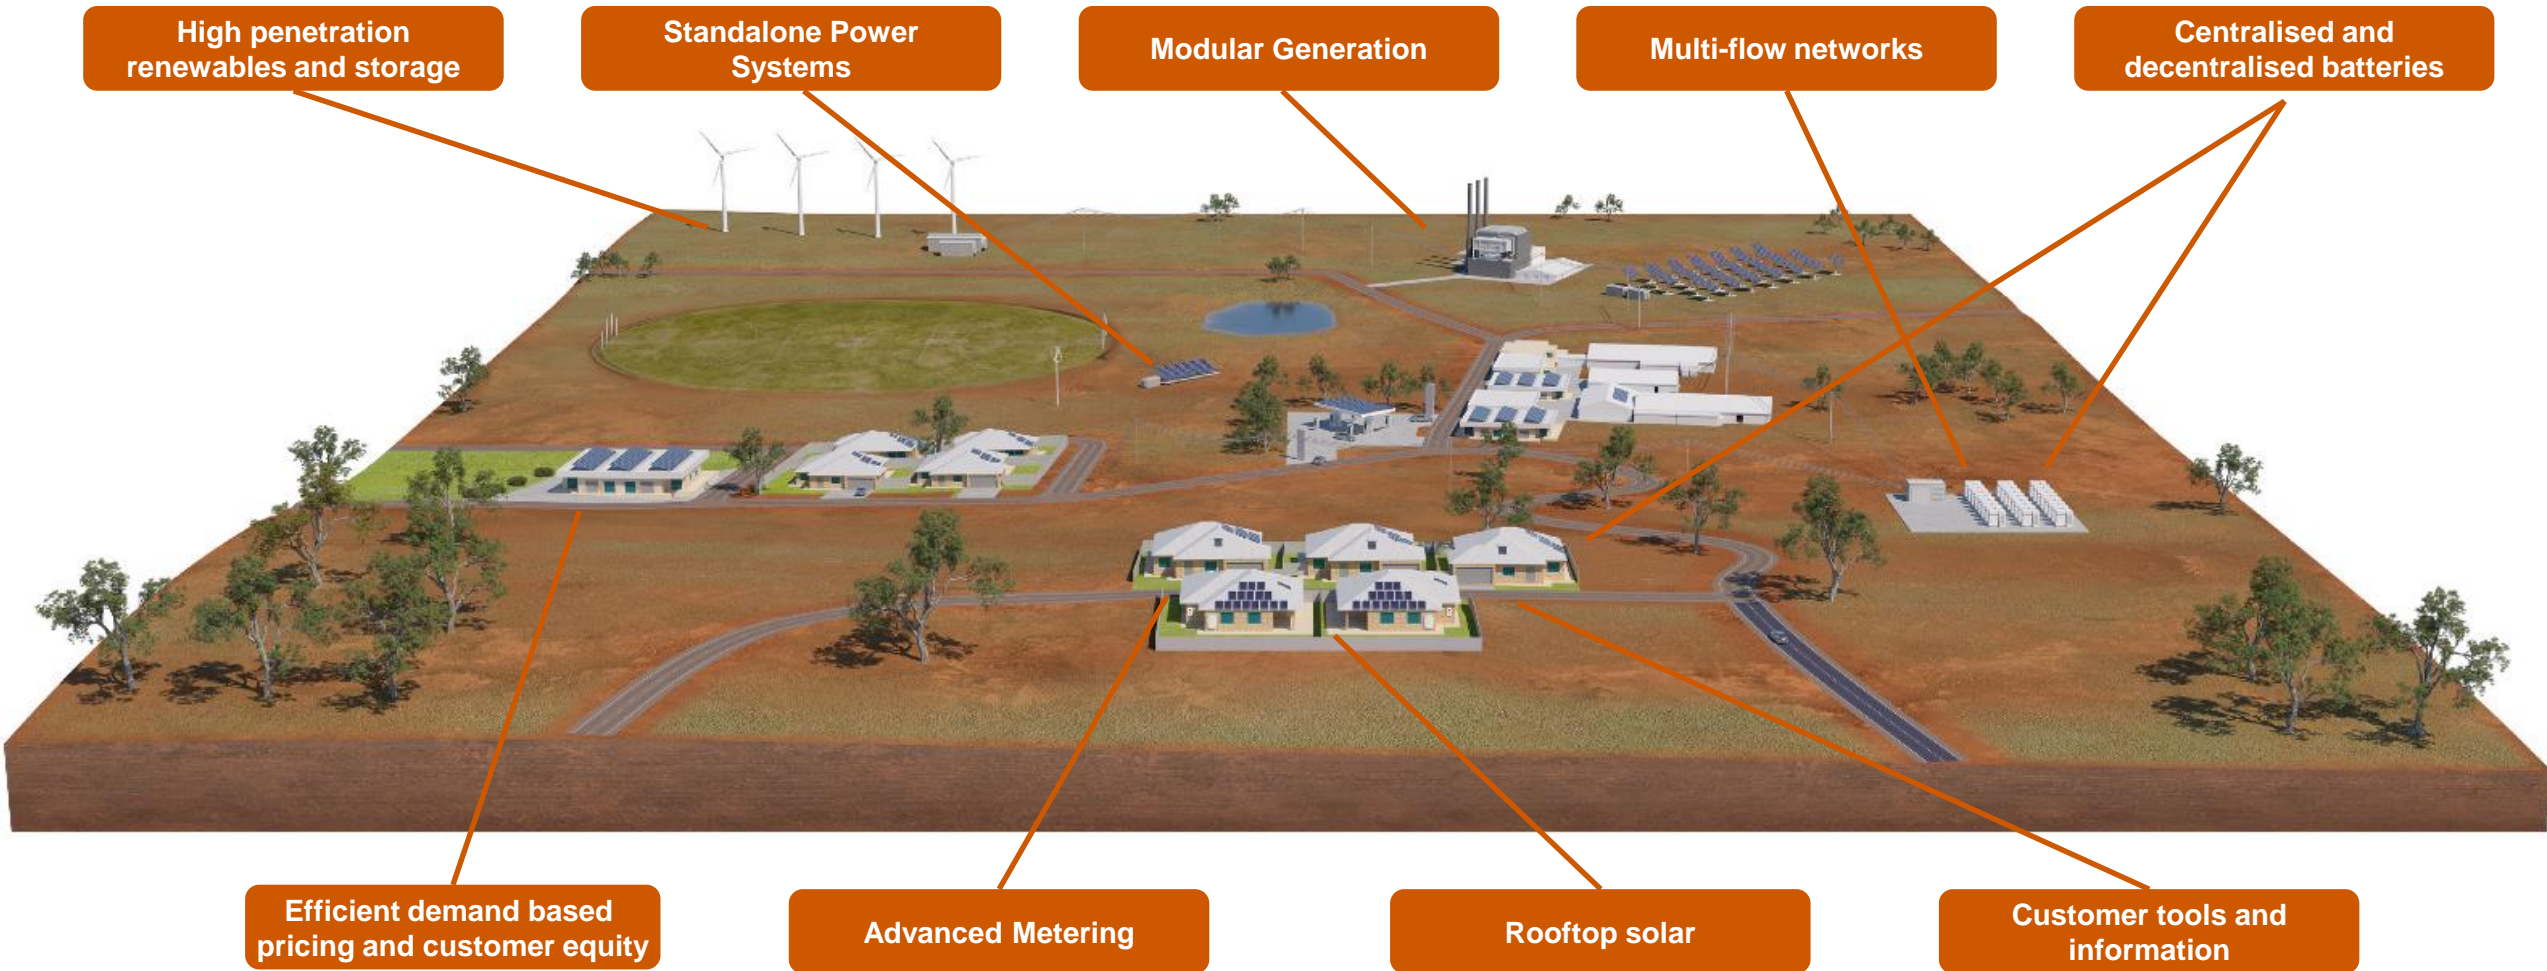 High penetration
renewables and storage
Standalone Power
Systems
Modular Generation
Multi-flow networks
Centralised and
decentralised batteries
Efficient demand based
pricing and customer equity
Advanced Metering
Rooftop solar
Customer tools and
information